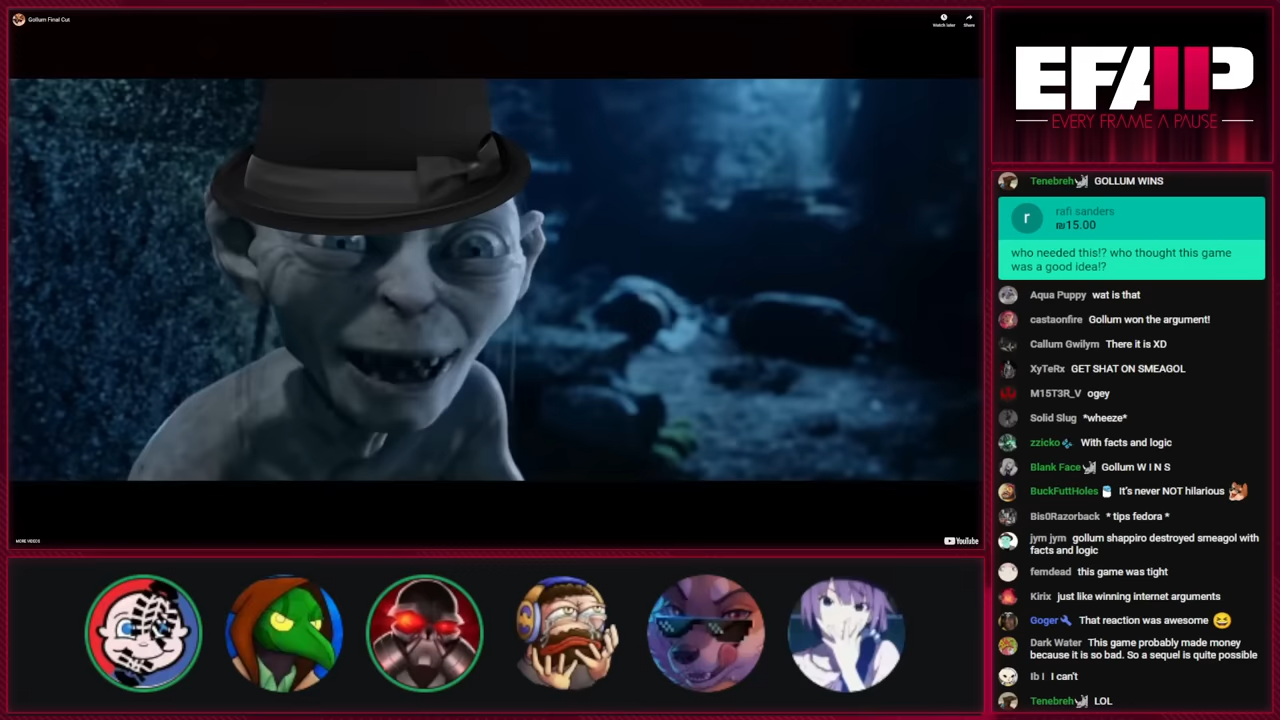 Gollum Final Cut
Watch later
Share
MORE VIDEOS
YouTube
EFAP
EVERY FRAME A PAUSE
Tenebreh GOLLUM WINS
r
rafi sanders
₪15.00
who needed this!? who thought this game
was a good idea!?
Aqua Puppy wat is that
castaonfire Gollum won the argument!
Callum Gwilym There it is XD
XyTeRx GET SHAT ON SMEAGOL
M15T3R_V ogey
Solid Slug *wheeze*
zzicko With facts and logic
Blank Face Gollum W I N S
BuckFuttHoles It's never NOT hilarious
Bis0Razorback * tips fedora *
jym jym gollum shappiro destroyed smeagol with
facts and logic
femdead this game was tight
Kirix just like winning internet arguments
Goger That reaction was awesome
Dark Water This game probably made money
because it is so bad. So a sequel is quite possible
Ib I I can't
Tenebreh LOL